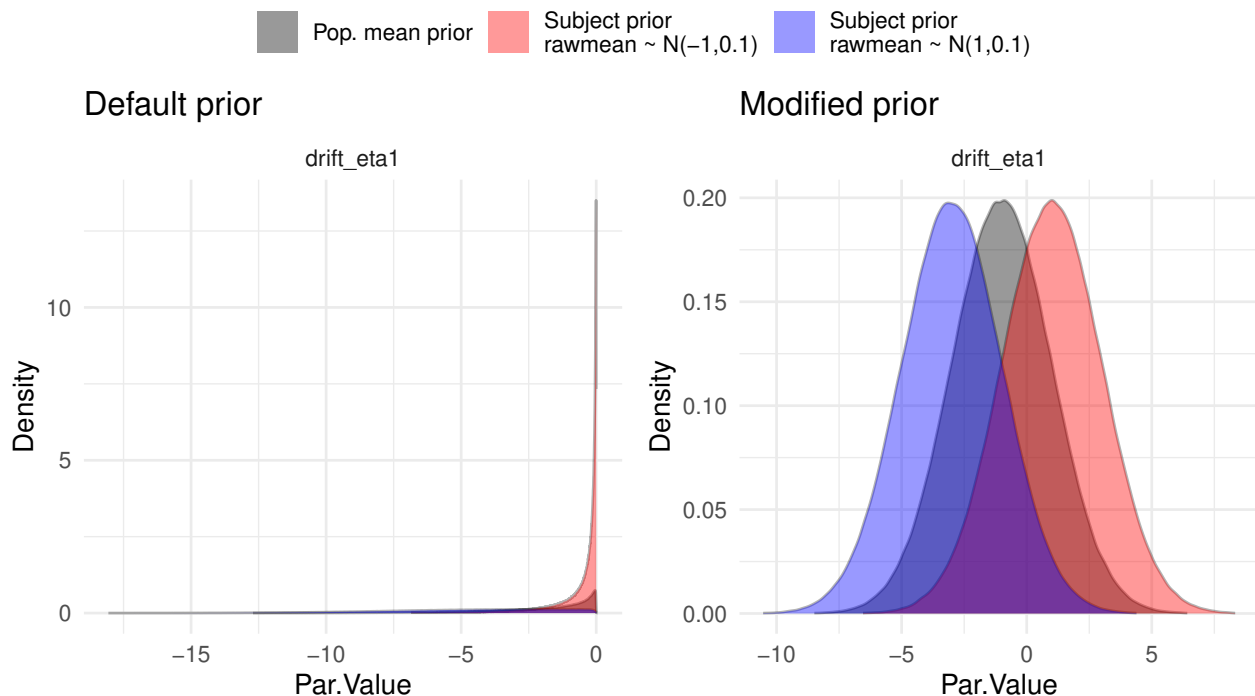 Pop. mean prior
Subject prior
rawmean ~ N(−1,0.1)
Subject prior
rawmean ~ N(1,0.1)
Default prior
drift_eta1
10
5
0
−15
−10
−5
0
Density
Par.Value
Modified prior
drift_eta1
0.20
0.15
0.10
0.05
0.00
−10
−5
0
5
Density
Par.Value